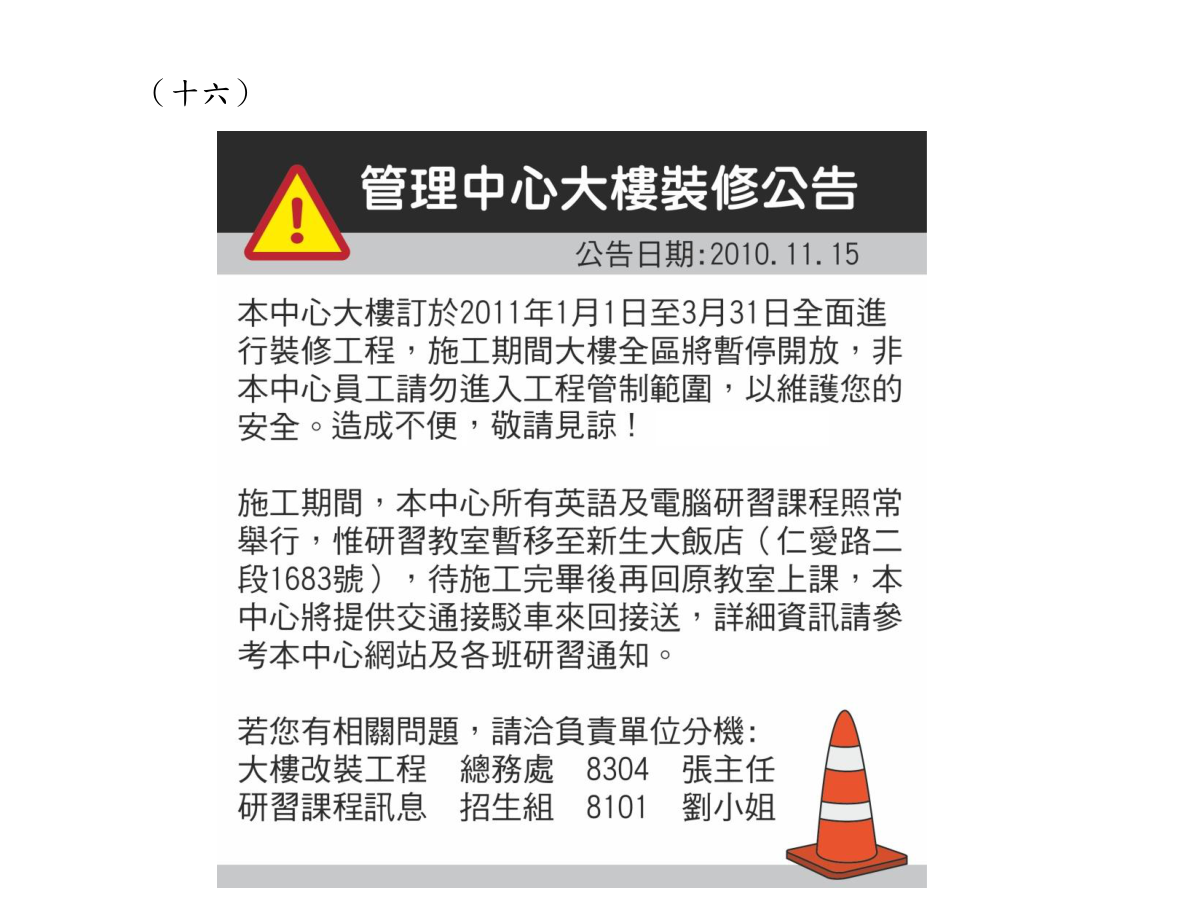 （十六）
管理中心大樓裝修公告
公告日期:2010.11.15
本中心大樓訂於2011年1月1日至3月31日全面進
行裝修工程，施工期間大樓全區將暫停開放，非
本中心員工請勿進入工程管制範圍，以維護您的
安全。造成不便，敬請見諒！
施工期間，本中心所有英語及電腦研習課程照常
舉行，惟研習教室暫移至新生大飯店（仁愛路二
段1683號），待施工完畢後再回原教室上課，本
中心將提供交通接駁車來回接送，詳細資訊請參
考本中心網站及各班研習通知。
若您有相關問題，請洽負責單位分機:
大樓改裝工程　總務處　8304　張主任
研習課程訊息　招生組　8101　劉小姐